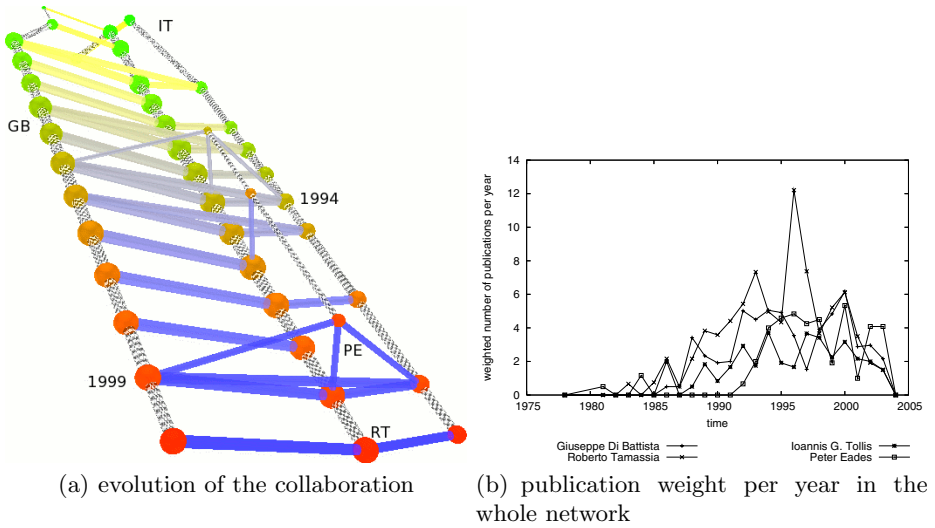 IT
GB
1994
PE
1999
RT
(a) evolution of the collaboration
weighted number of publications per year
14
12
10
8
6
4
2
0
1975 1980 1985 1990 1995 2000 2005
time
Giuseppe Di Battista
Roberto Tamassia
Ioannis G. Tollis
Peter Eades
(b) publication weight per year in the
whole network